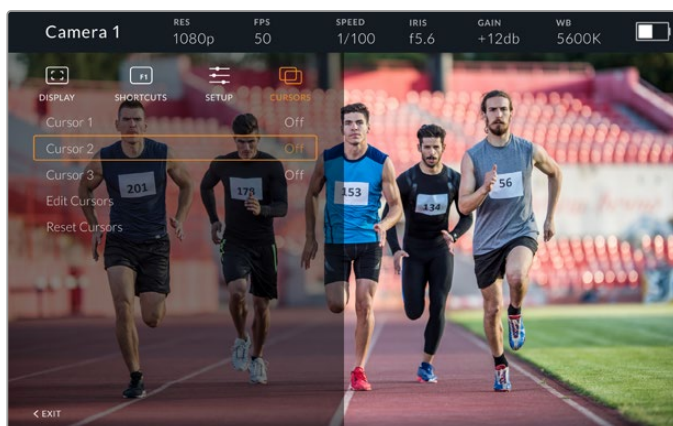 Camera 1
RES
1080p
FPS
50
SPEED
1/100
IRIS
f5.6
GAIN
+12db
WB
5600K
DISPLAY
F1
SHORTCUTS
SETUP
CURSORS
Cursor 1 Off
Cursor 2 Off
Cursor 3 Off
Edit Cursors
Reset Cursors
201
178
153
134
56
< EXIT